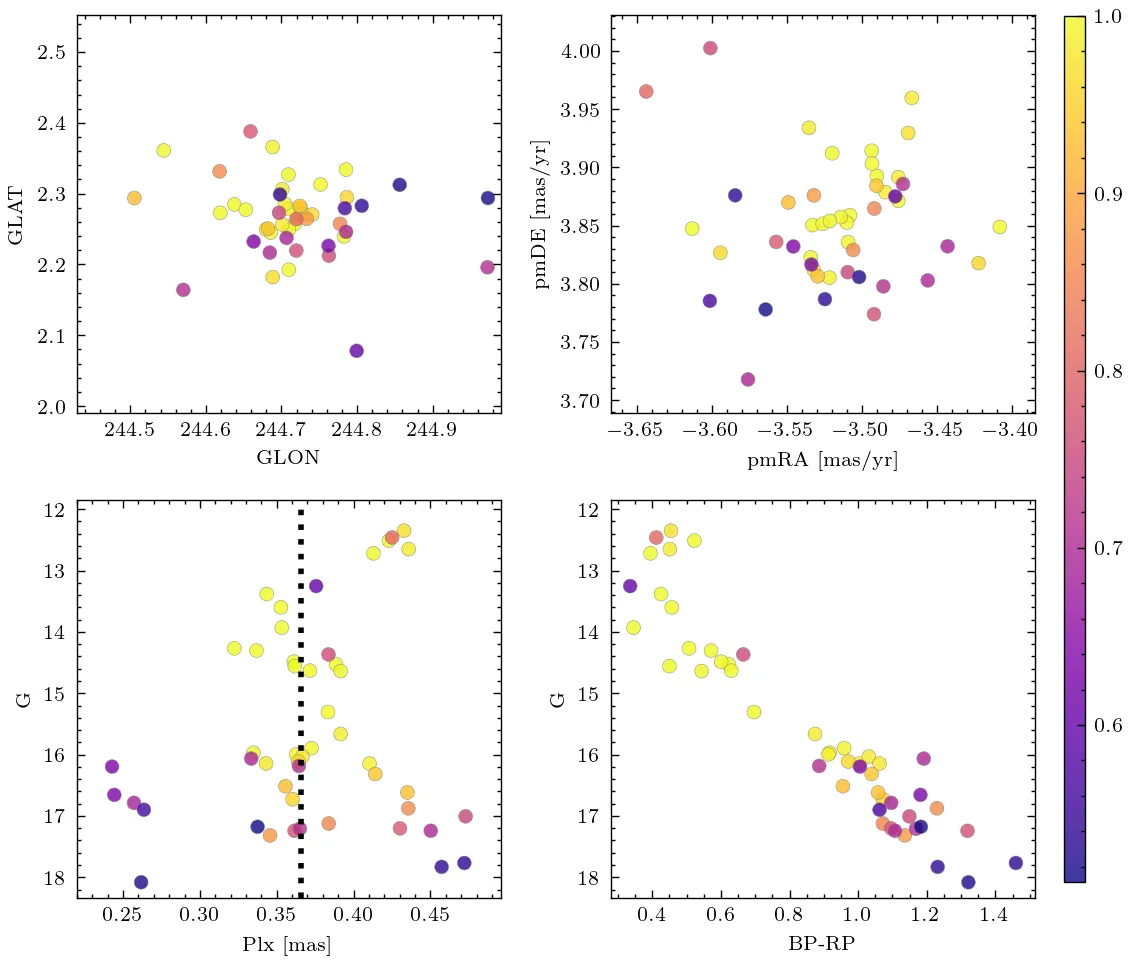 2.5
2.4
2.3
2.2
2.1
2.0
GLAT
244.5 244.6 244.7 244.8 244.9
GLON
4.00
3.95
3.90
3.85
3.80
3.75
3.70
pmDE [mas/yr]
−3.65 −3.60 −3.55 −3.50 −3.45 −3.40
pmRA [mas/yr]
12
13
14
15
16
17
18
G
0.25 0.30 0.35 0.40 0.45
Plx [mas]
12
13
14
15
16
17
18
G
0.4 0.6 0.8 1.0 1.2 1.4
BP-RP
1.0
0.9
0.8
0.7
0.6